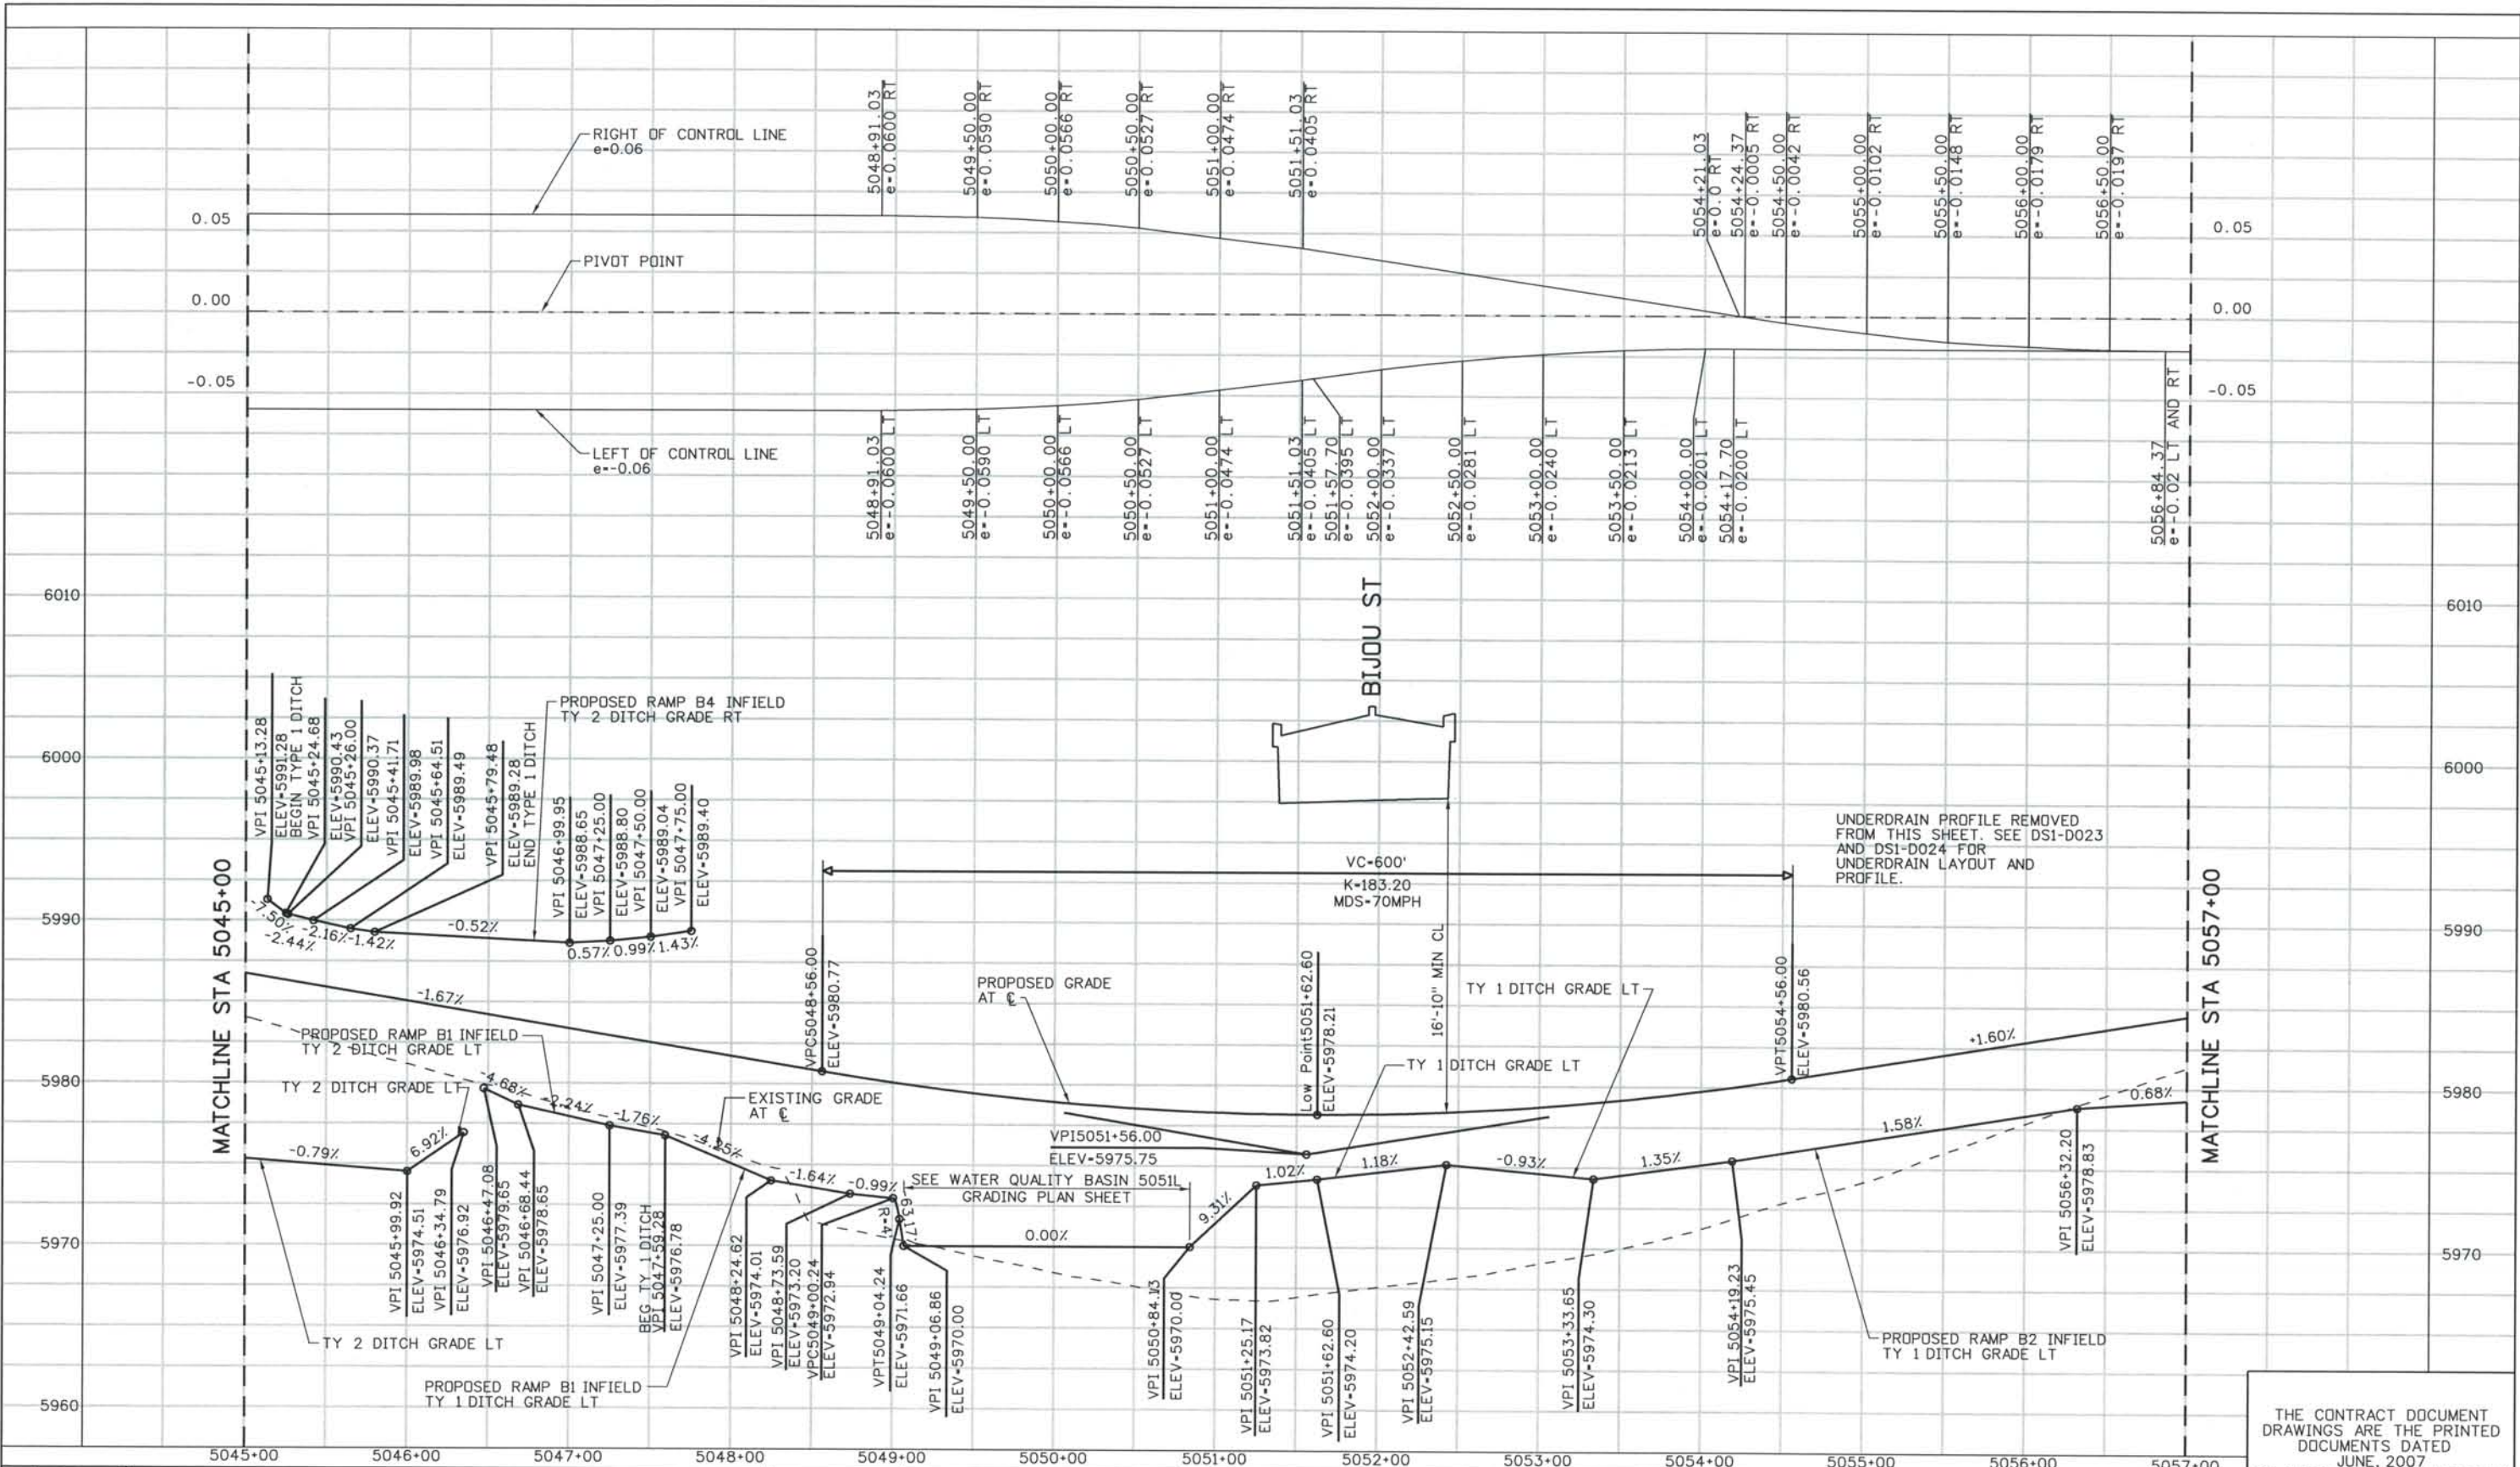 RIGHT OF CONTROL LINE
e=0.06
5048+91.03
e=0.0600 RT
5049+50.00
e=0.0590 RT
5050+00.00
e=0.0566 RT
5050+50.00
e=0.0527 RT
5051+00.00
e=0.0474 RT
5051+51.03
e=0.0405 RT
5054+21.03
e=0.0 RT
5054+24.37
e=-0.0005 RT
5054+50.00
e=-0.0042 RT
5055+00.00
e=-0.0102 RT
5055+50.00
e=-0.0148 RT
5056+00.00
e=-0.0179 RT
5056+50.00
e=-0.0197 RT
0.05
0.05
PIVOT POINT
0.00
0.00
-0.05
-0.05
LEFT OF CONTROL LINE
e=-0.06
5048+91.03
e=-0.0600 LT
5049+50.00
e=-0.0590 LT
5050+00.00
e=-0.0566 LT
5050+50.00
e=-0.0527 LT
5051+00.00
e=-0.0474 LT
5051+51.03
e=-0.0405 LT
5051+57.70
e=-0.0395 LT
5052+00.00
e=-0.0337 LT
5052+50.00
e=-0.0281 LT
5053+00.00
e=-0.0240 LT
5053+50.00
e=-0.0213 LT
5054+00.00
e=-0.0201 LT
5054+17.70
e=-0.0200 LT
5056+84.37
e=-0.02 LT AND RT
6010
6010
BIJOU ST
6000
6000
VPI 5045+13.28
ELEV=5991.28
BEGIN TYPE 1 DITCH
VPI 5045+24.68
ELEV=5990.43
VPI 5045+26.00
ELEV=5990.37
VPI 5045+41.71
ELEV=5989.98
VPI 5045+64.51
ELEV=5989.49
VPI 5045+79.48
ELEV=5989.28
END TYPE 1 DITCH
PROPOSED RAMP B4 INFIELD
TY 2 DITCH GRADE RT
VPI 5046+99.95
ELEV=5988.65
VPI 5047+25.00
ELEV=5988.80
VPI 5047+50.00
ELEV=5989.04
VPI 5047+75.00
ELEV=5989.40
UNDERDRAIN PROFILE REMOVED
FROM THIS SHEET. SEE DS1-D023
AND DS1-D024 FOR
UNDERDRAIN LAYOUT AND
PROFILE.
VC=600'
K=183.20
MDS=70MPH
5990
5990
-7.50%
-2.44%
-2.16%
-1.42%
-0.52%
0.57%
0.99%
1.43%
MATCHLINE STA 5045+00
MATCHLINE STA 5057+00
16'-10" MIN CL
-1.67%
VPC5048+56.00
ELEV=5980.77
PROPOSED GRADE
AT ℄
Low Point5051+62.60
ELEV=5978.21
TY 1 DITCH GRADE LT
VPT5054+56.00
ELEV=5980.56
+1.60%
PROPOSED RAMP B1 INFIELD
TY 2 DITCH GRADE LT
TY 1 DITCH GRADE LT
5980
5980
TY 2 DITCH GRADE LT
-4.68%
-2.24%
-1.76%
-4.25%
EXISTING GRADE
AT ℄
VPI5051+56.00
ELEV=5975.75
-0.79%
6.92%
-1.64%
-0.99%
SEE WATER QUALITY BASIN 5051L
GRADING PLAN SHEET
R=4'
63.17%
0.00%
9.31%
1.02%
1.18%
-0.93%
1.35%
1.58%
0.68%
5970
5970
VPI 5045+99.92
ELEV=5974.51
VPI 5046+34.79
ELEV=5976.92
VPI 5046+47.08
ELEV=5979.65
VPI 5046+68.44
ELEV=5978.65
VPI 5047+25.00
ELEV=5977.39
BEG TY 1 DITCH
VPI 5047+59.28
ELEV=5976.78
VPI 5048+24.62
ELEV=5974.01
VPI 5048+73.59
ELEV=5973.20
VPC5049+00.24
ELEV=5972.94
VPT5049+04.24
ELEV=5971.66
VPI 5049+06.86
ELEV=5970.00
VPI 5050+84.13
ELEV=5970.00
VPI 5051+25.17
ELEV=5973.82
VPI 5051+62.60
ELEV=5974.20
VPI 5052+42.59
ELEV=5975.15
VPI 5053+33.65
ELEV=5974.30
VPI 5054+19.23
ELEV=5975.45
VPI 5056+32.20
ELEV=5978.83
TY 2 DITCH GRADE LT
PROPOSED RAMP B1 INFIELD
TY 1 DITCH GRADE LT
PROPOSED RAMP B2 INFIELD
TY 1 DITCH GRADE LT
5960
THE CONTRACT DOCUMENT
DRAWINGS ARE THE PRINTED
DOCUMENTS DATED
JUNE, 2007
5045+00
5046+00
5047+00
5048+00
5049+00
5050+00
5051+00
5052+00
5053+00
5054+00
5055+00
5056+00
5057+00